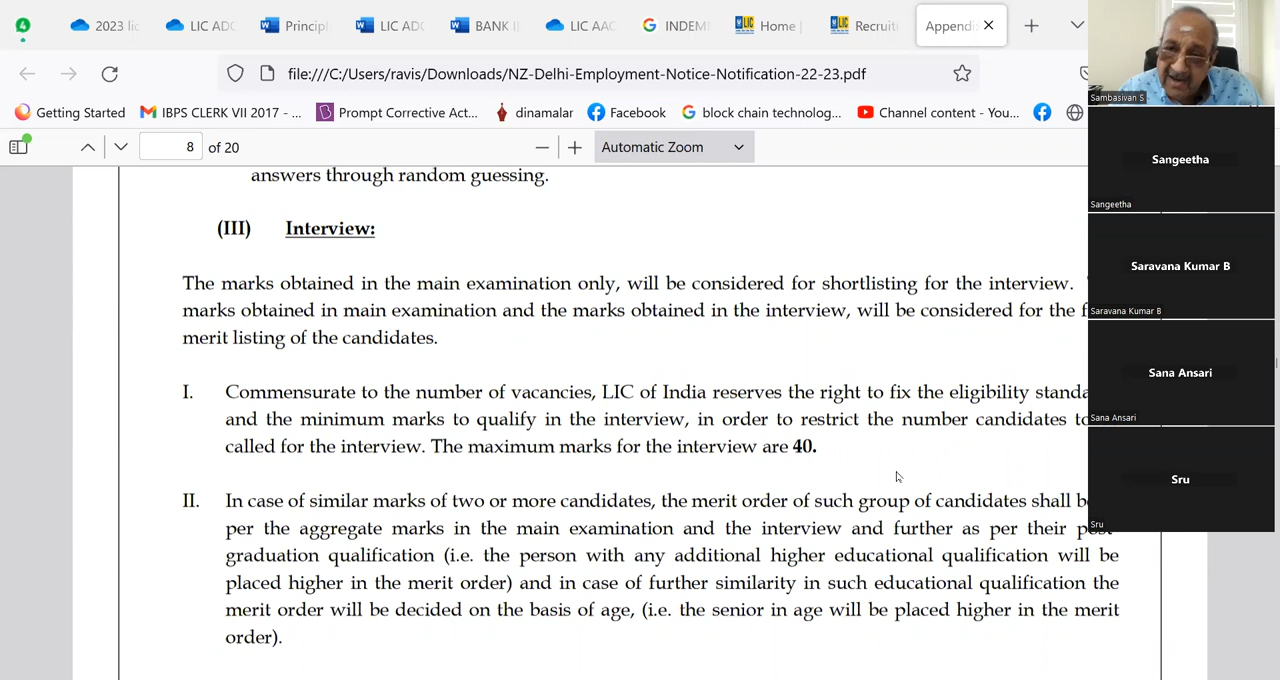 2023 lic
LIC ADO
Principl
LIC ADO
BANK I
LIC AAO
INDEM
Home |
Recruit
Appendi
file:///C:/Users/ravis/Downloads/NZ-Delhi-Employment-Notice-Notification-22-23.pdf
Getting Started
IBPS CLERK VII 2017 - ...
Prompt Corrective Act...
dinamalar
Facebook
block chain technolog...
Channel content - You...
8 of 20
Automatic Zoom
answers through random guessing.
(III) Interview:
The marks obtained in the main examination only, will be considered for shortlisting for the interview.
marks obtained in main examination and the marks obtained in the interview, will be considered for the f
merit listing of the candidates.
I. Commensurate to the number of vacancies, LIC of India reserves the right to fix the eligibility standa
and the minimum marks to qualify in the interview, in order to restrict the number candidates to
called for the interview. The maximum marks for the interview are 40.
II. In case of similar marks of two or more candidates, the merit order of such group of candidates shall b
per the aggregate marks in the main examination and the interview and further as per their post
graduation qualification (i.e. the person with any additional higher educational qualification will be
placed higher in the merit order) and in case of further similarity in such educational qualification the
merit order will be decided on the basis of age, (i.e. the senior in age will be placed higher in the merit
order).
Sambasivan S
Sangeetha
Sangeetha
Saravana Kumar B
Saravana Kumar B
Sana Ansari
Sana Ansari
Sru
Sru